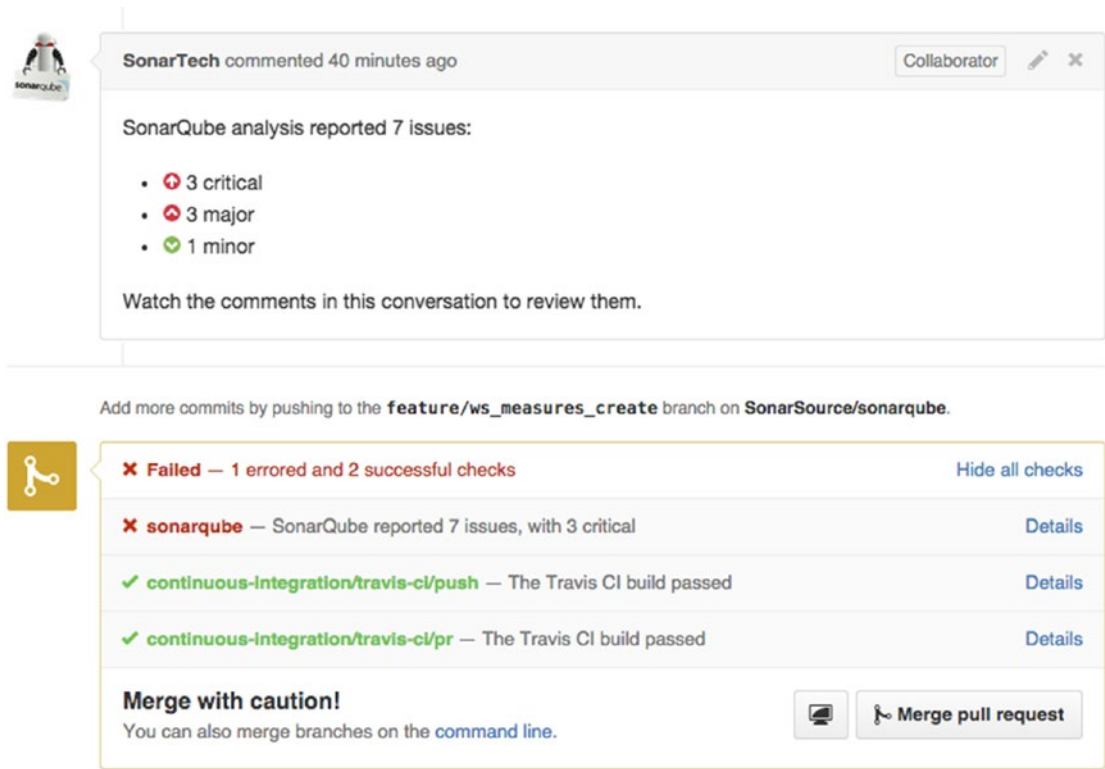 sonarqube
SonarTech commented 40 minutes ago Collaborator
SonarQube analysis reported 7 issues:
3 critical
3 major
1 minor
Watch the comments in this conversation to review them.
Add more commits by pushing to the feature/ws_measures_create branch on SonarSource/sonarqube.
Failed — 1 errored and 2 successful checks Hide all checks
sonarqube — SonarQube reported 7 issues, with 3 critical Details
continuous-integration/travis-ci/push — The Travis CI build passed Details
continuous-integration/travis-ci/pr — The Travis CI build passed Details
Merge with caution!
You can also merge branches on the command line.
Merge pull request